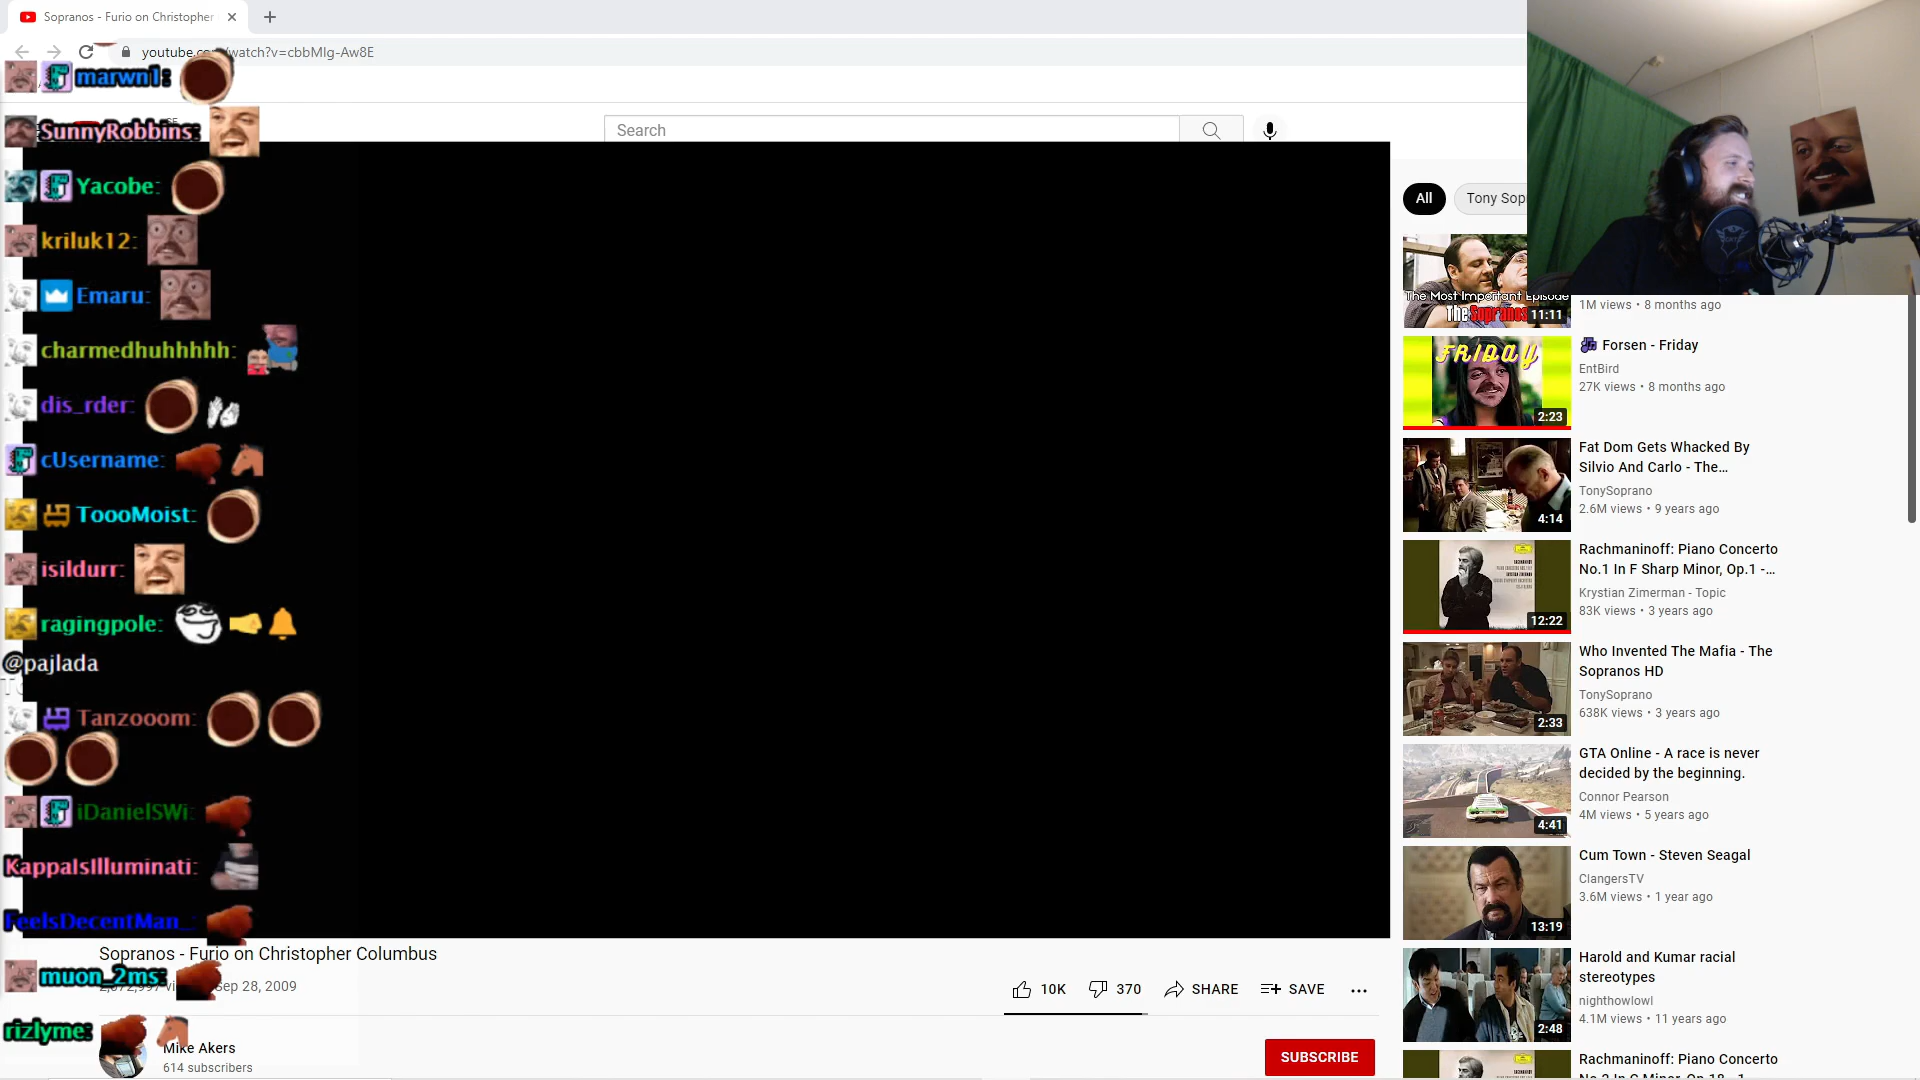 Sopranos - Furio on Christopher
youtube.com/watch?v=cbbMlg-Aw8E
Search
marwn1:
SunnyRobbins:
Yacobe:
kriluk12:
Emaru:
charmedhuhhhhh:
dis_rder:
cUsername:
ToooMoist:
isildurr:
ragingpole:
@pajlada
Tanzooom:
iDanielSWi:
KappaIsIlluminati:
FeelsDecentMan_:
muon_2ms:
rizlyme:
Sopranos - Furio on Christopher Columbus
Sep 28, 2009
10K
370
SHARE
SAVE
Mike Akers
614 subscribers
SUBSCRIBE
All
Tony Sop
The Most Important Episode
The Sopranos
11:11
1M views • 8 months ago
FRIDAY
2:23
Forsen - Friday
EntBird
27K views • 8 months ago
4:14
Fat Dom Gets Whacked By
Silvio And Carlo - The...
TonySoprano
2.6M views • 9 years ago
12:22
Rachmaninoff: Piano Concerto
No.1 In F Sharp Minor, Op.1 -...
Krystian Zimerman - Topic
83K views • 3 years ago
2:33
Who Invented The Mafia - The
Sopranos HD
TonySoprano
638K views • 3 years ago
4:41
GTA Online - A race is never
decided by the beginning.
Connor Pearson
4M views • 5 years ago
13:19
Cum Town - Steven Seagal
ClangersTV
3.6M views • 1 year ago
2:48
Harold and Kumar racial
stereotypes
nighthowlowl
4.1M views • 11 years ago
Rachmaninoff: Piano Concerto